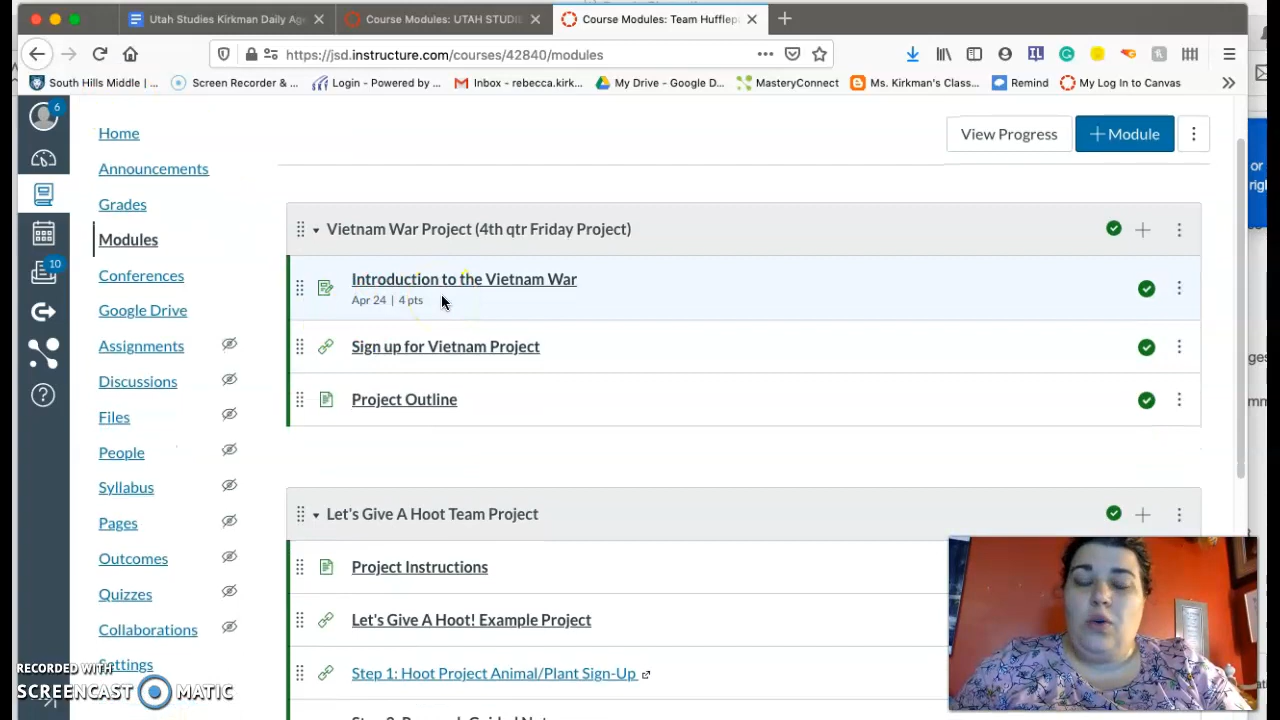 Utah Studies Kirkman Daily Age
Course Modules: UTAH STUDIE
Course Modules: Team Hufflepu
https://jsd.instructure.com/courses/42840/modules
South Hills Middle |...
Screen Recorder &...
Login - Powered by ...
Inbox - rebecca.kirk...
My Drive - Google D...
MasteryConnect
Ms. Kirkman's Class...
Remind
My Log In to Canvas
6
Home
Announcements
Grades
Modules
Conferences
10
Google Drive
Assignments
Discussions
Files
People
Syllabus
Pages
Outcomes
Quizzes
Collaborations
Settings
View Progress
+ Module
Vietnam War Project (4th qtr Friday Project)
Introduction to the Vietnam War
Apr 24 | 4 pts
Sign up for Vietnam Project
Project Outline
Let's Give A Hoot Team Project
Project Instructions
Let's Give A Hoot! Example Project
Step 1: Hoot Project Animal/Plant Sign-Up
or
RECORDED WITH
SCREENCAST MATIC